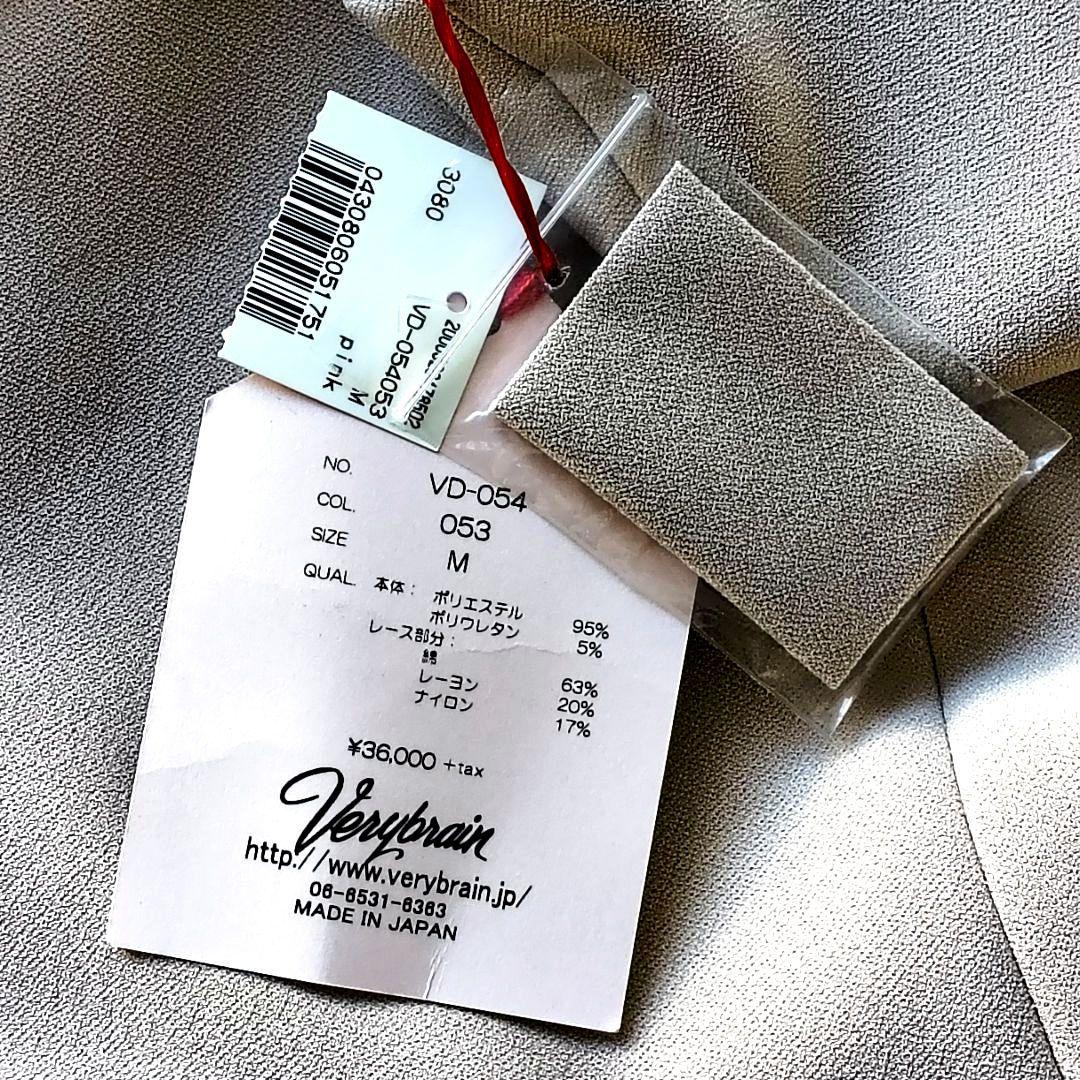 3080
0430806051751
VD-054053
M
pink
NO. VD-054
COL. 053
SIZE M
QUAL. 本体: ポリエステル 95%
ポリウレタン 5%
レース部分:
綿 63%
レーヨン 20%
ナイロン 17%
¥36,000 +tax
Verybrain
http://www.verybrain.jp/
06-6531-6363
MADE IN JAPAN